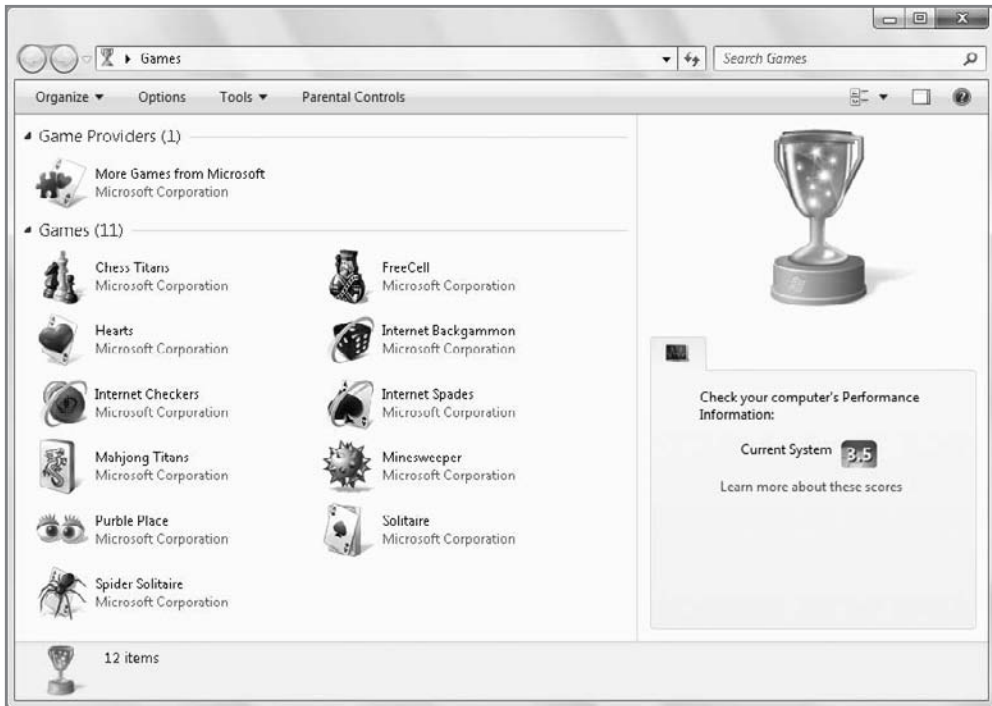 Games
Search Games
Organize Options Tools Parental Controls
Game Providers (1)
More Games from Microsoft
Microsoft Corporation
Games (11)
Chess Titans
Microsoft Corporation
FreeCell
Microsoft Corporation
Hearts
Microsoft Corporation
Internet Backgammon
Microsoft Corporation
Internet Checkers
Microsoft Corporation
Internet Spades
Microsoft Corporation
Mahjong Titans
Microsoft Corporation
Minesweeper
Microsoft Corporation
Purble Place
Microsoft Corporation
Solitaire
Microsoft Corporation
Spider Solitaire
Microsoft Corporation
Check your computer's Performance
Information:
Current System 3.5
Learn more about these scores
12 items